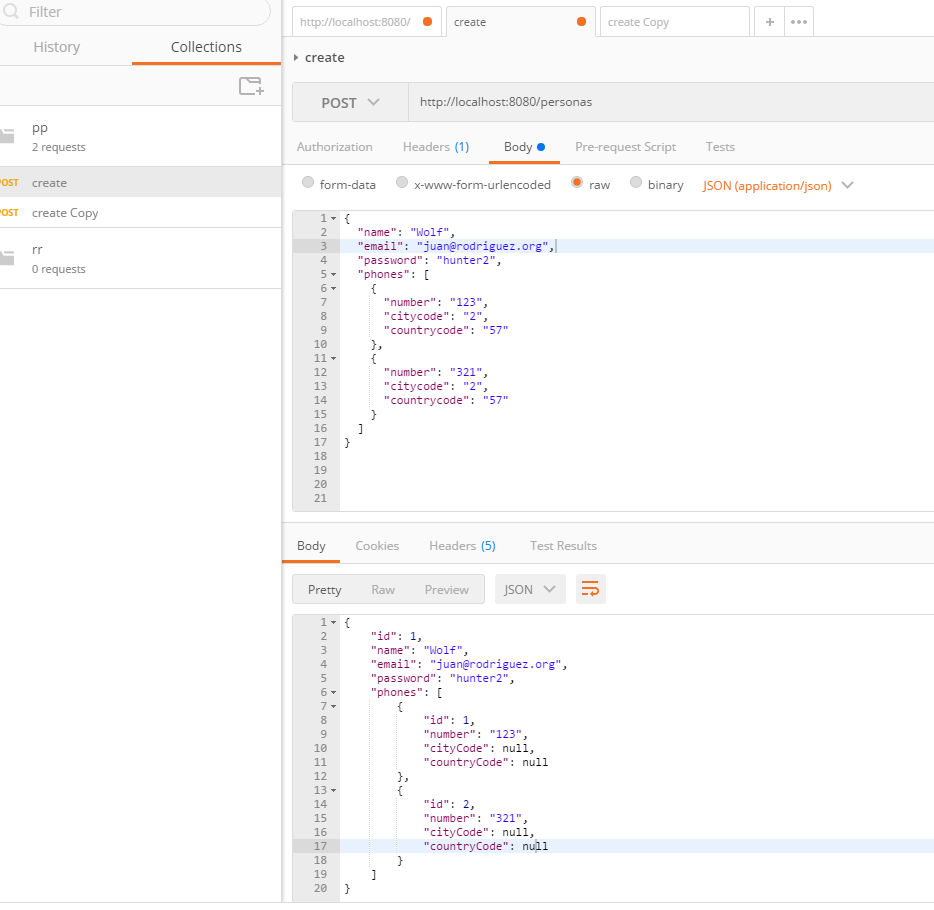 Filter
History Collections
pp
2 requests
POST create
POST create Copy
rr
0 requests
http://localhost:8080/ create create Copy + •••
create
POST http://localhost:8080/personas
Authorization Headers (1) Body Pre-request Script Tests
form-data x-www-form-urlencoded raw binary JSON (application/json)
1 {
2 "name": "Wolf",
3 "email": "juan@rodriguez.org",
4 "password": "hunter2",
5 "phones": [
6 {
7 "number": "123",
8 "citycode": "2",
9 "countrycode": "57"
10 },
11 {
12 "number": "321",
13 "citycode": "2",
14 "countrycode": "57"
15 }
16 ]
17 }
18
19
20
21
Body Cookies Headers (5) Test Results
Pretty Raw Preview JSON
1 {
2 "id": 1,
3 "name": "Wolf",
4 "email": "juan@rodriguez.org",
5 "password": "hunter2",
6 "phones": [
7 {
8 "id": 1,
9 "number": "123",
10 "cityCode": null,
11 "countryCode": null
12 },
13 {
14 "id": 2,
15 "number": "321",
16 "cityCode": null,
17 "countryCode": null
18 }
19 ]
20 }